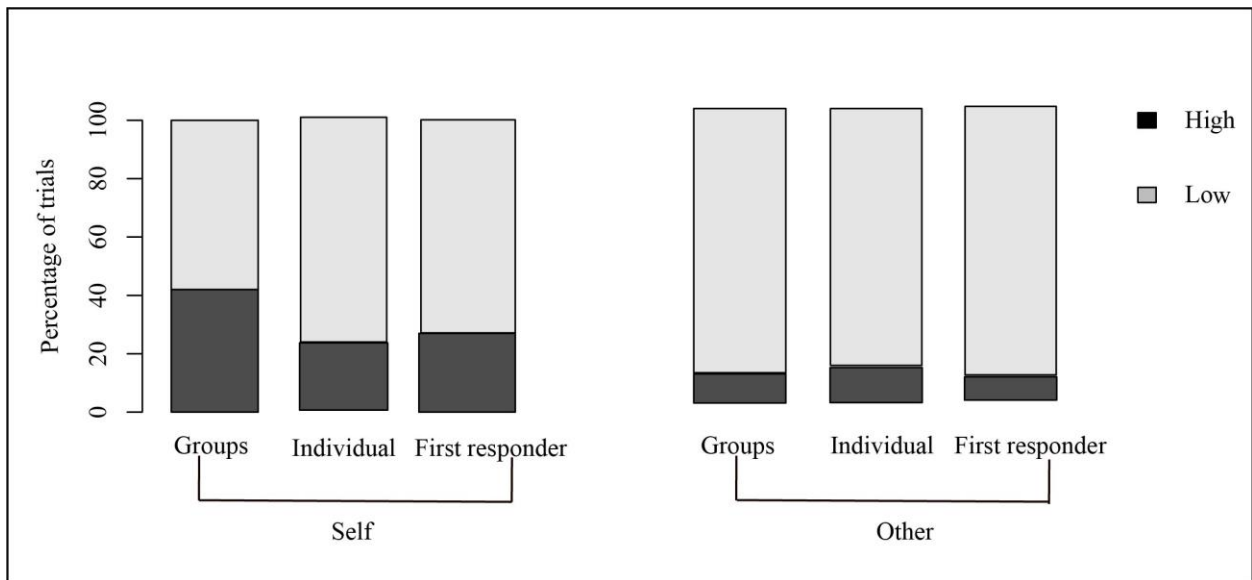 Percentage of trials
100
80
60
40
20
0
High
Low
Groups
Individual
First responder
Groups
Individual
First responder
Self
Other